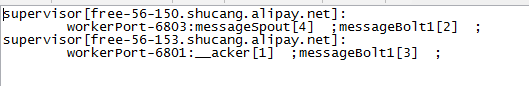 supervisor[free-56-150.shucang.alipay.net]:
workerPort-6803:messageSpout[4] ;messageBolt1[2] ;
supervisor[free-56-153.shucang.alipay.net]:
workerPort-6801:__acker[1] ;messageBolt1[3] ;